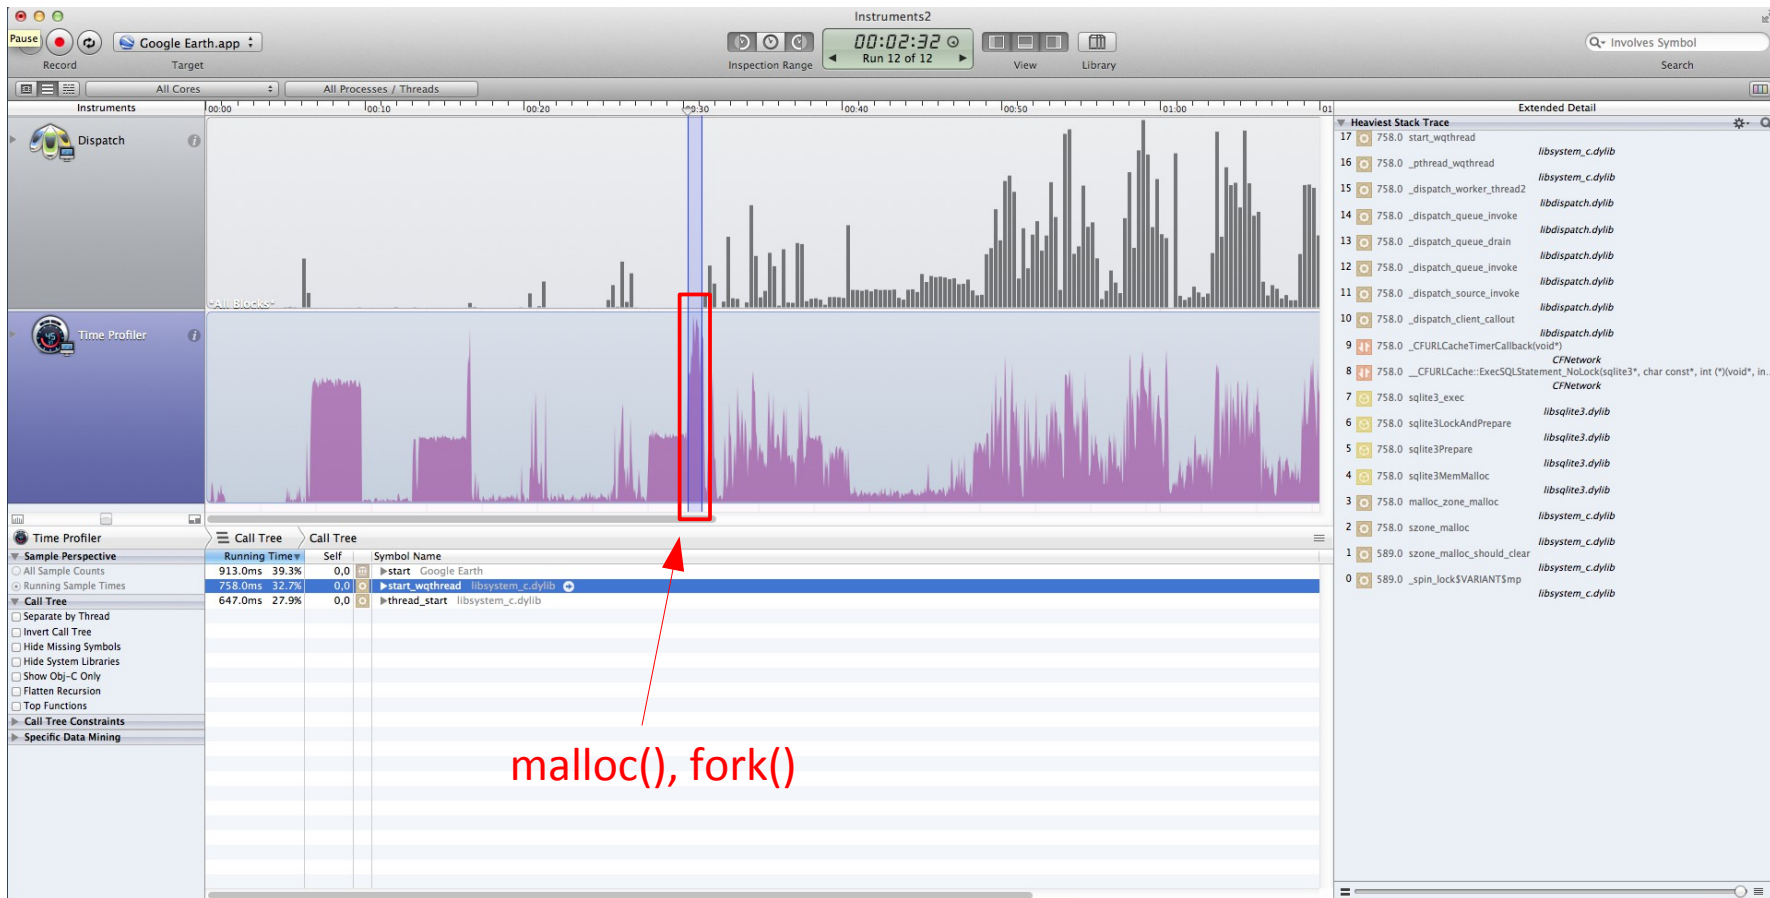 Instruments2
Pause
Google Earth.app
00:02:32
Run 12 of 12
Involves Symbol
Record
Target
Inspection Range
View
Library
Search
All Cores
All Processes / Threads
Instruments
00:00
00:10
00:20
00:30
00:40
00:50
01:00
01
Extended Detail
Dispatch
*All Blocks*
Time Profiler
Heaviest Stack Trace
17 758.0 start_wqthread
libsystem_c.dylib
16 758.0 _pthread_wqthread
libsystem_c.dylib
15 758.0 _dispatch_worker_thread2
libdispatch.dylib
14 758.0 _dispatch_queue_invoke
libdispatch.dylib
13 758.0 _dispatch_queue_drain
libdispatch.dylib
12 758.0 _dispatch_queue_invoke
libdispatch.dylib
11 758.0 _dispatch_source_invoke
libdispatch.dylib
10 758.0 _dispatch_client_callout
libdispatch.dylib
9 758.0 _CFURLCacheTimerCallback(void*)
CFNetwork
8 758.0 __CFURLCache::ExecSQLStatement_NoLock(sqlite3*, char const*, int (*)(void*, in...
CFNetwork
7 758.0 sqlite3_exec
libsqlite3.dylib
6 758.0 sqlite3LockAndPrepare
libsqlite3.dylib
5 758.0 sqlite3Prepare
libsqlite3.dylib
4 758.0 sqlite3MemMalloc
libsqlite3.dylib
3 758.0 malloc_zone_malloc
libsystem_c.dylib
2 758.0 szone_malloc
libsystem_c.dylib
1 589.0 szone_malloc_should_clear
libsystem_c.dylib
0 589.0 _spin_lock$VARIANT$mp
libsystem_c.dylib
Time Profiler
Call Tree
Call Tree
Sample Perspective
All Sample Counts
Running Sample Times
Call Tree
Separate by Thread
Invert Call Tree
Hide Missing Symbols
Hide System Libraries
Show Obj-C Only
Flatten Recursion
Top Functions
Call Tree Constraints
Specific Data Mining
Running Time Self Symbol Name
913.0ms 39.3% 0,0 start Google Earth
758.0ms 32.7% 0,0 start_wqthread libsystem_c.dylib
647.0ms 27.9% 0,0 thread_start libsystem_c.dylib
malloc(), fork()